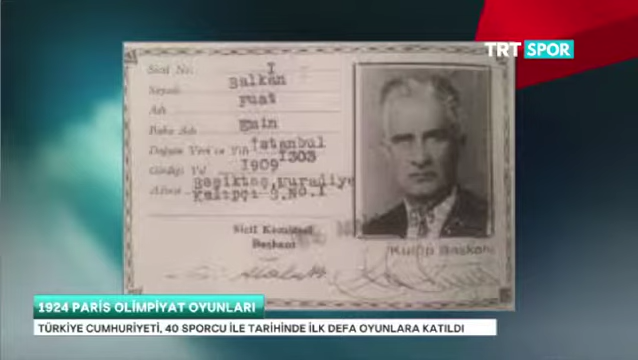 TRT SPOR
Sicil No. I
Soyadı Balkan
Adı Fuat
Baba Adı Emin
Doğum Yeri ve Yılı İstanbul
1303
Girdiği Yıl 1909
Adresi Beşiktaş, Nuradiye
Kalıpçı S.No.I
Sicil Komitesi
Başkanı
Kulüp Başkanı
1924 PARİS OLİMPİYAT OYUNLARI
TÜRKİYE CUMHURİYETİ, 40 SPORCU İLE TARİHİNDE İLK DEFA OYUNLARA KATILDI